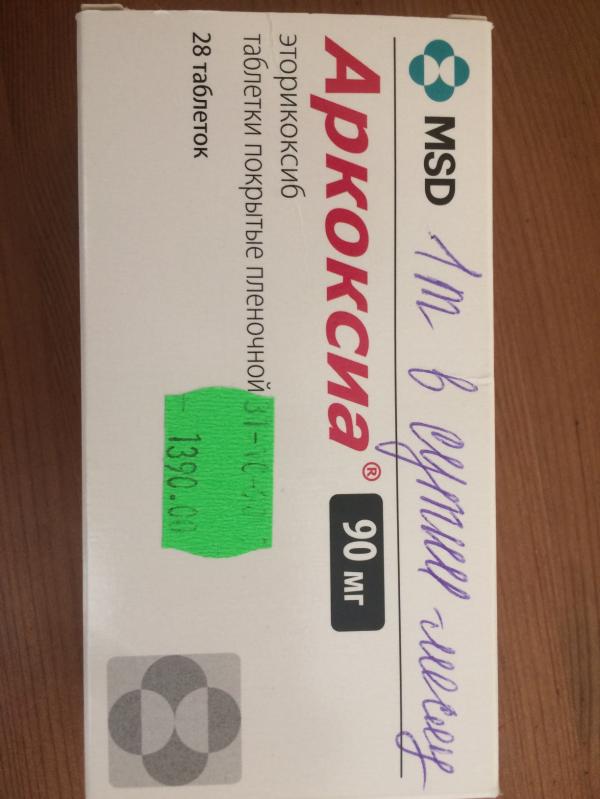 MSD 1т в сутки -месяц
Аркоксиа® 90 мг
эторикоксиб
таблетки покрытые пленочной
1390.00
28 таблеток